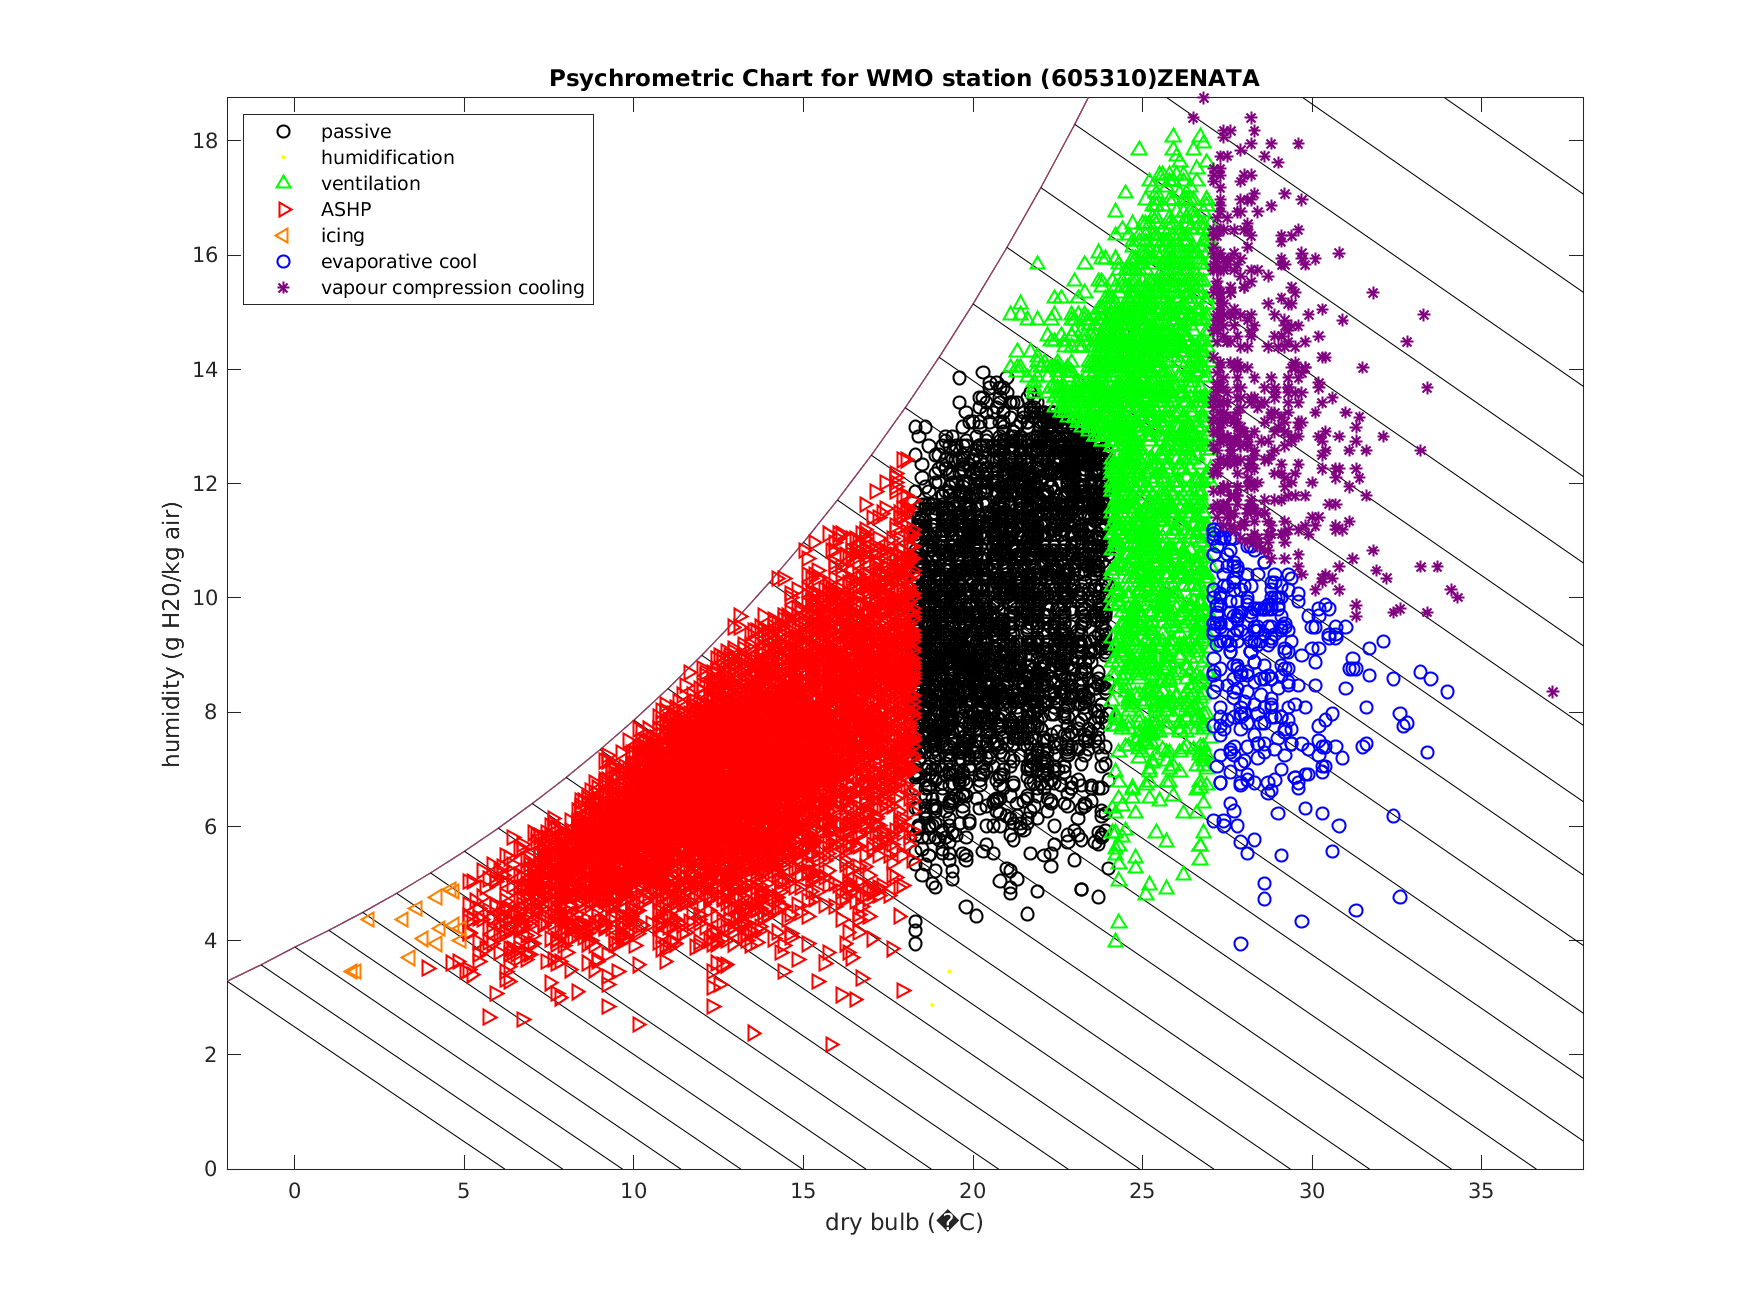 Psychrometric Chart for WMO station (605310)ZENATA
passive
humidification
ventilation
ASHP
icing
evaporative cool
vapour compression cooling
humidity (g H20/kg air)
18
16
14
12
10
8
6
4
2
0
0 5 10 15 20 25 30 35
dry bulb (�C)